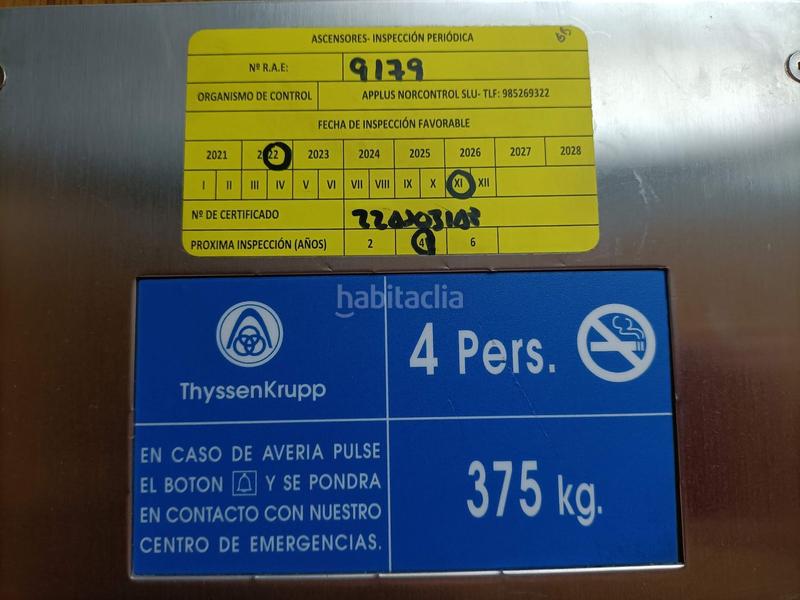 ASCENSORES- INSPECCIÓN PERIÓDICA
Nº R.A.E: 9179
ORGANISMO DE CONTROL APPLUS NORCONTROL SLU- TLF: 985269322
FECHA DE INSPECCIÓN FAVORABLE
2021 2022 2023 2024 2025 2026 2027 2028
I II III IV V VI VII VIII IX X XI XII
Nº DE CERTIFICADO
PROXIMA INSPECCIÓN (AÑOS) 2 4 6
habitaclia
ThyssenKrupp
4 Pers.
EN CASO DE AVERIA PULSE
EL BOTON Y SE PONDRA
EN CONTACTO CON NUESTRO
CENTRO DE EMERGENCIAS.
375 kg.